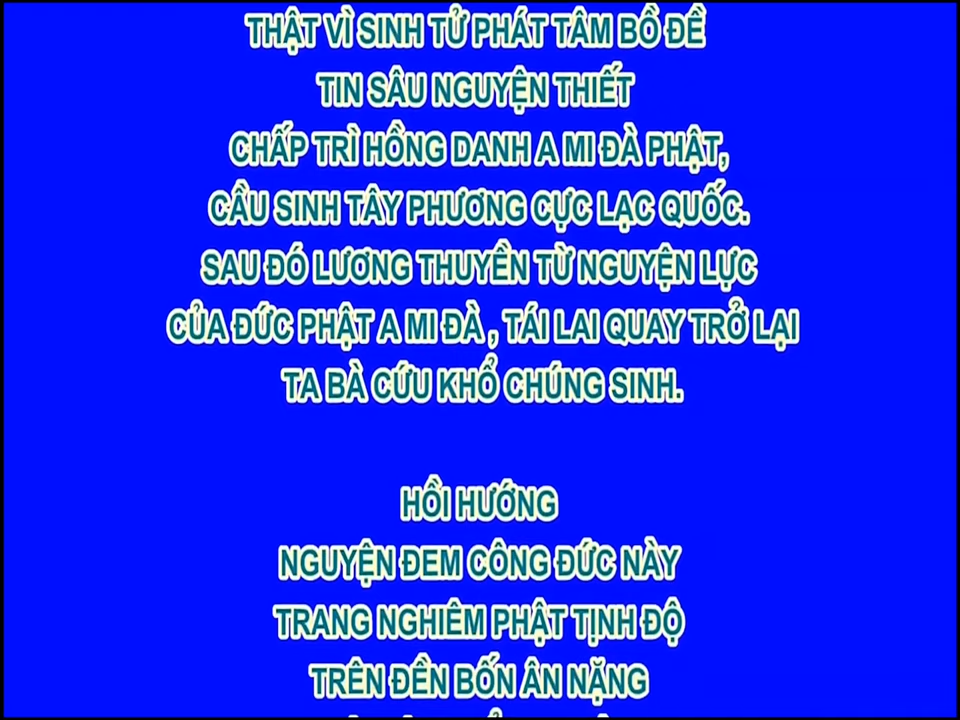 THẬT VÌ SINH TỬ PHÁT TÂM BỒ ĐỀ
TIN SÂU NGUYỆN THIẾT
CHẤP TRÌ HỒNG DANH A MI ĐÀ PHẬT,
CẦU SINH TÂY PHƯƠNG CỰC LẠC QUỐC.
SAU ĐÓ LƯƠNG THUYỀN TỪ NGUYỆN LỰC
CỦA ĐỨC PHẬT A MI ĐÀ , TÁI LAI QUAY TRỞ LẠI
TA BÀ CỨU KHỔ CHÚNG SINH.
HỒI HƯỚNG
NGUYỆN ĐEM CÔNG ĐỨC NÀY
TRANG NGHIÊM PHẬT TỊNH ĐỘ
TRÊN ĐỀN BỐN ÂN NẶNG